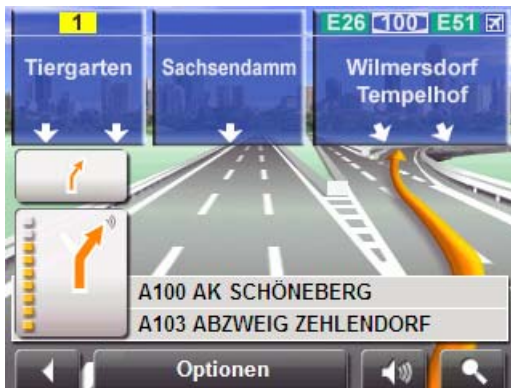 1
E26 100 E51
Tiergarten
Sachsendamm
Wilmersdorf
Tempelhof
A100 AK SCHÖNEBERG
A103 ABZWEIG ZEHLENDORF
Optionen